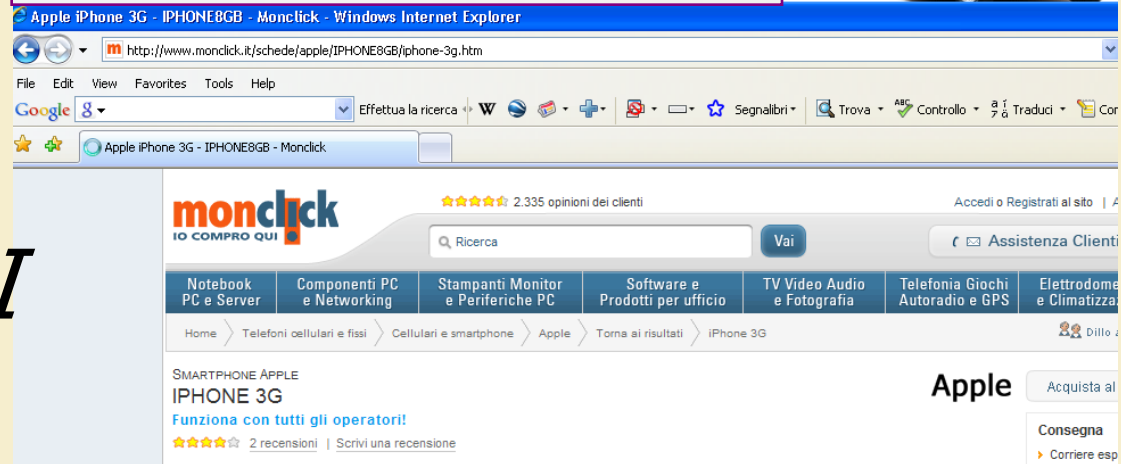 Apple iPhone 3G - IPHONE8GB - Monclick - Windows Internet Explorer
http://www.monclick.it/schede/apple/IPHONE8GB/iphone-3g.htm
File Edit View Favorites Tools Help
Google Effettua la ricerca Segnalibri Trova Controllo Traduci
Apple iPhone 3G - IPHONE8GB - Monclick
monclick
IO COMPRO QUI
2.335 opinioni dei clienti
Accedi o Registrati al sito |
Ricerca Vai Assistenza Clienti
Notebook PC e Server
Componenti PC e Networking
Stampanti Monitor e Periferiche PC
Software e Prodotti per ufficio
TV Video Audio e Fotografia
Telefonia Giochi Autoradio e GPS
e
Home Telefoni cellulari e fissi Cellulari e smartphone Apple Torna ai risultati iPhone 3G Dillo
SMARTPHONE APPLE
IPHONE 3G
Funziona con tutti gli operatori!
2 recensioni | Scrivi una recensione
Apple
Acquista al
Consegna
Corriere